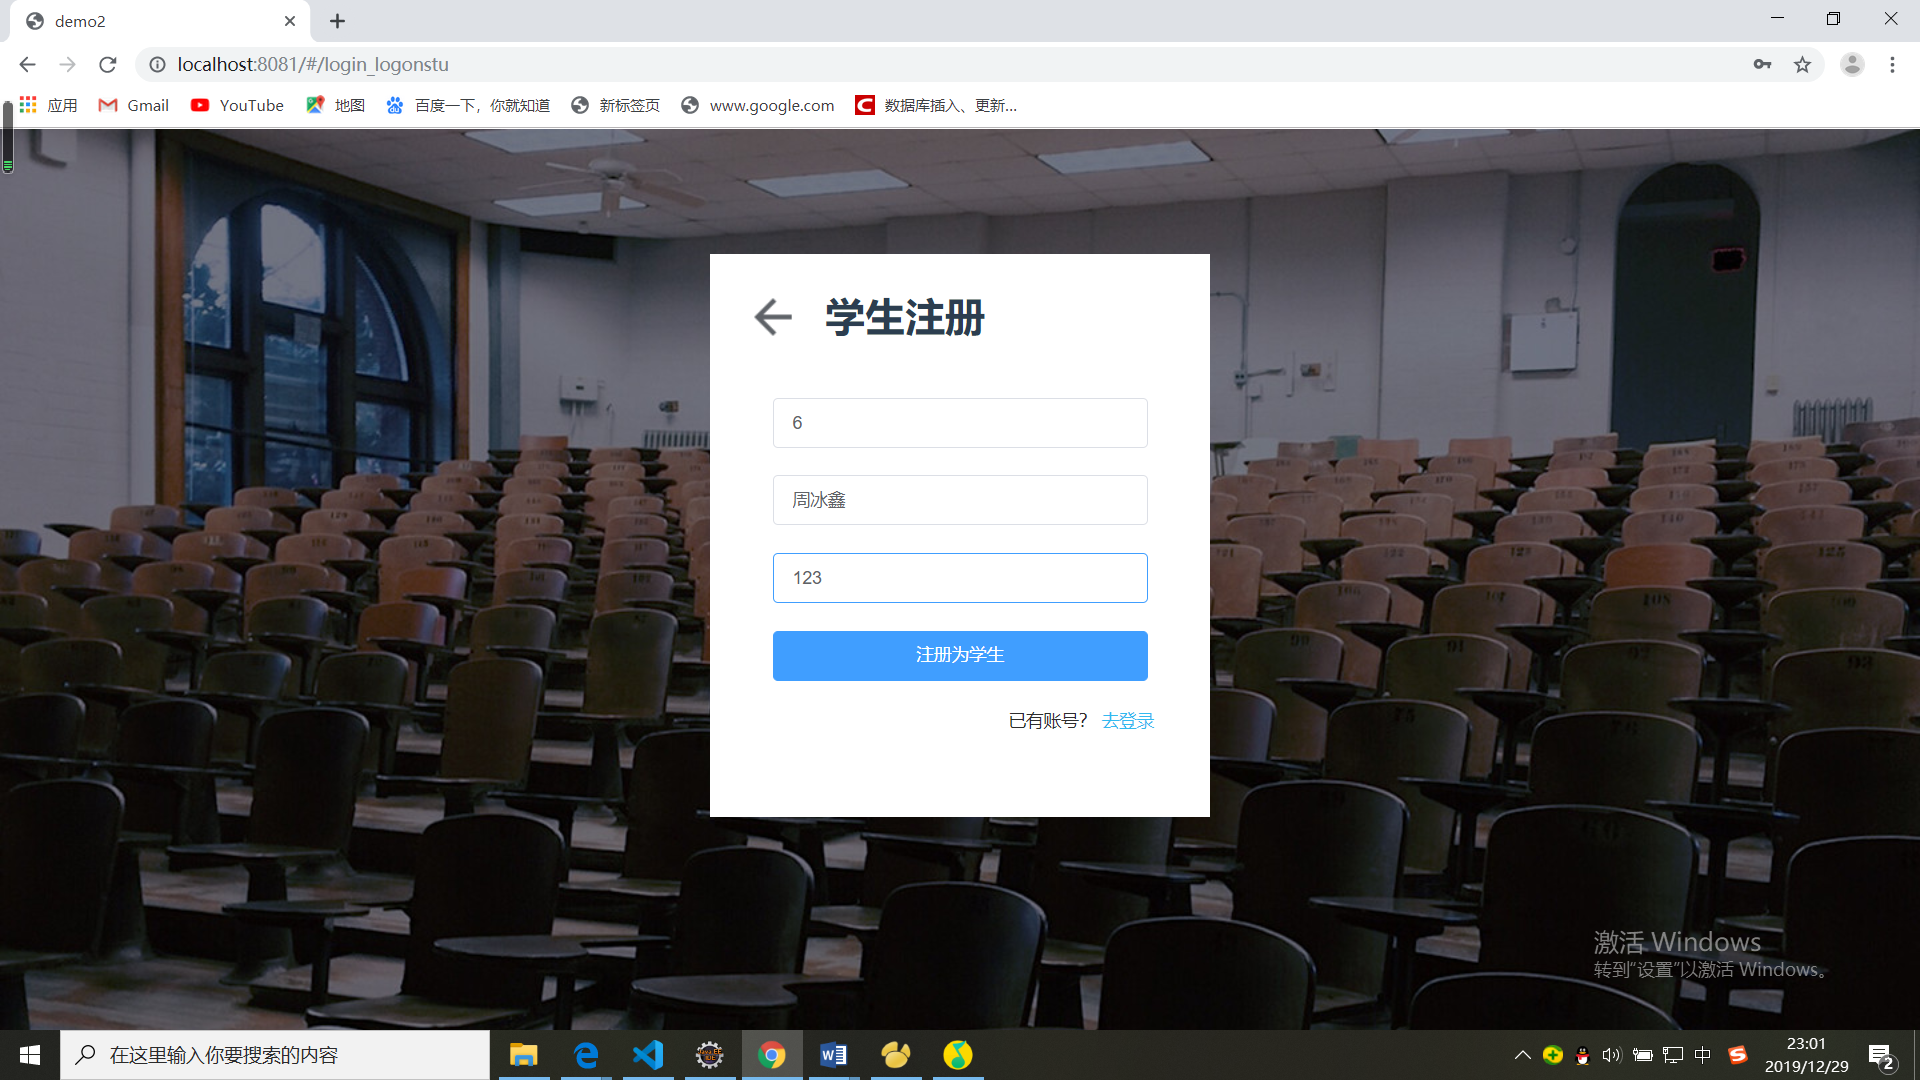 demo2
localhost:8081/#/login_logonstu
应用 Gmail YouTube 地图 百度一下，你就知道 新标签页 www.google.com 数据库插入、更新...
学生注册
6
周冰鑫
123
注册为学生
已有账号？ 去登录
激活 Windows
转到"设置"以激活 Windows。
在这里输入你要搜索的内容
中
23:01
2019/12/29
2